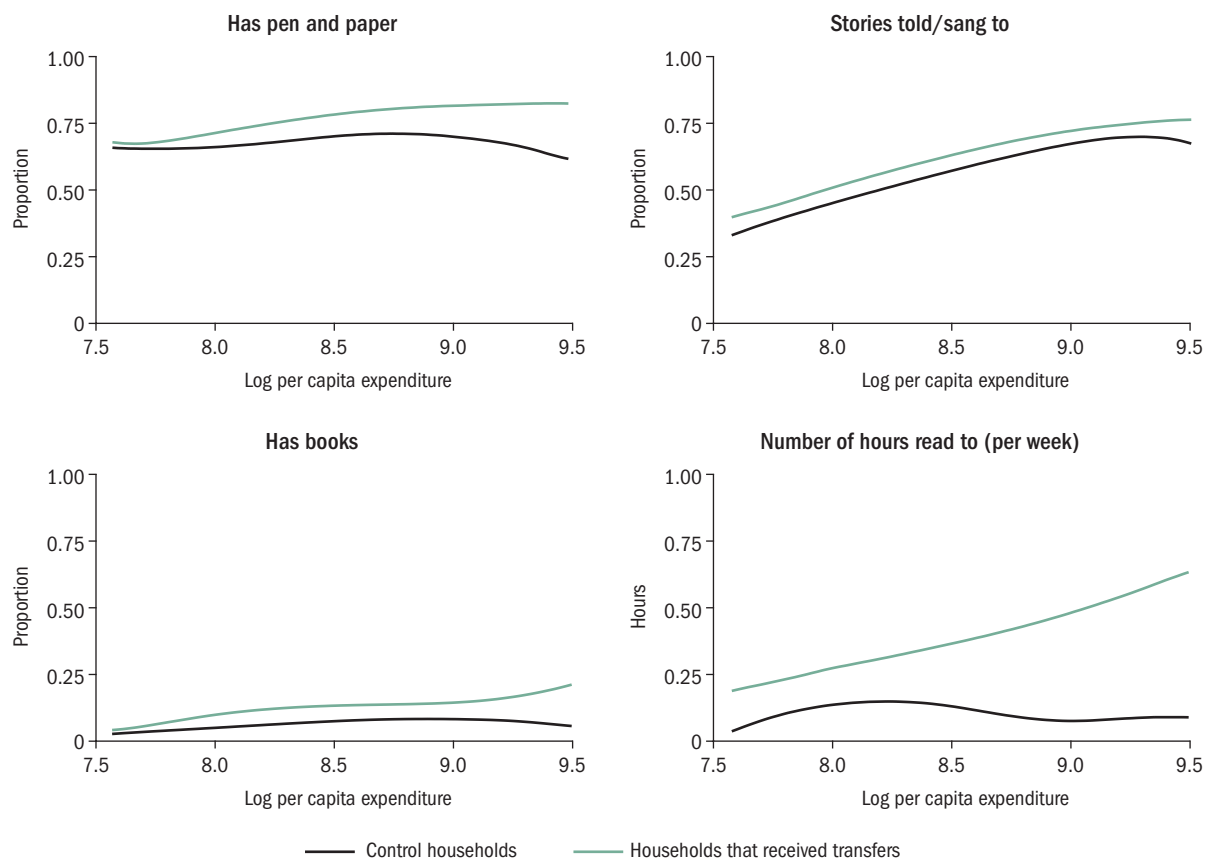 Has pen and paper
1.00
0.75
0.50
0.25
0
Proportion
7.5 8.0 8.5 9.0 9.5
Log per capita expenditure
Stories told/sang to
1.00
0.75
0.50
0.25
0
Proportion
7.5 8.0 8.5 9.0 9.5
Log per capita expenditure
Has books
1.00
0.75
0.50
0.25
0
Proportion
7.5 8.0 8.5 9.0 9.5
Log per capita expenditure
Number of hours read to (per week)
1.00
0.75
0.50
0.25
0
Hours
7.5 8.0 8.5 9.0 9.5
Log per capita expenditure
Control households
Households that received transfers